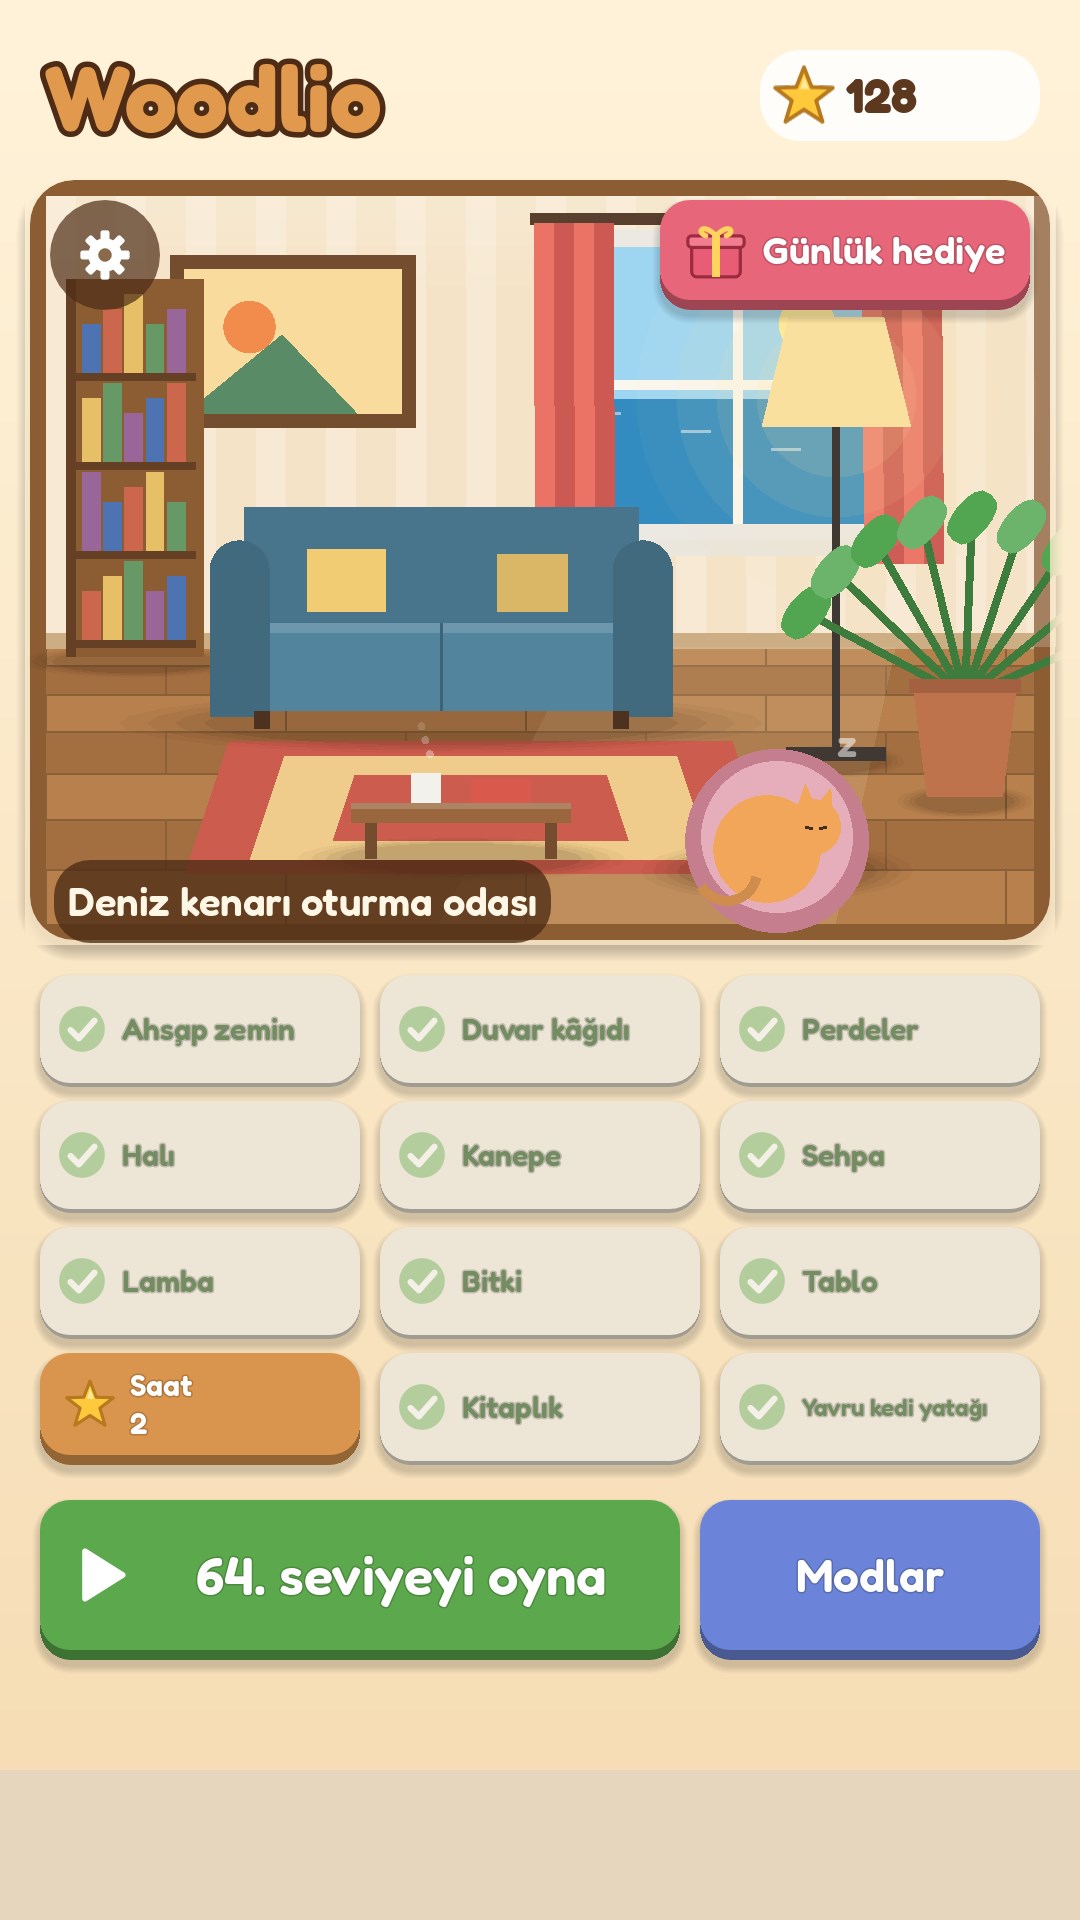 Woodlio
128
Günlük hediye
z
Deniz kenarı oturma odası
Ahşap zemin
Duvar kâğıdı
Perdeler
Halı
Kanepe
Sehpa
Lamba
Bitki
Tablo
Saat
2
Kitaplık
Yavru kedi yatağı
64. seviyeyi oyna
Modlar